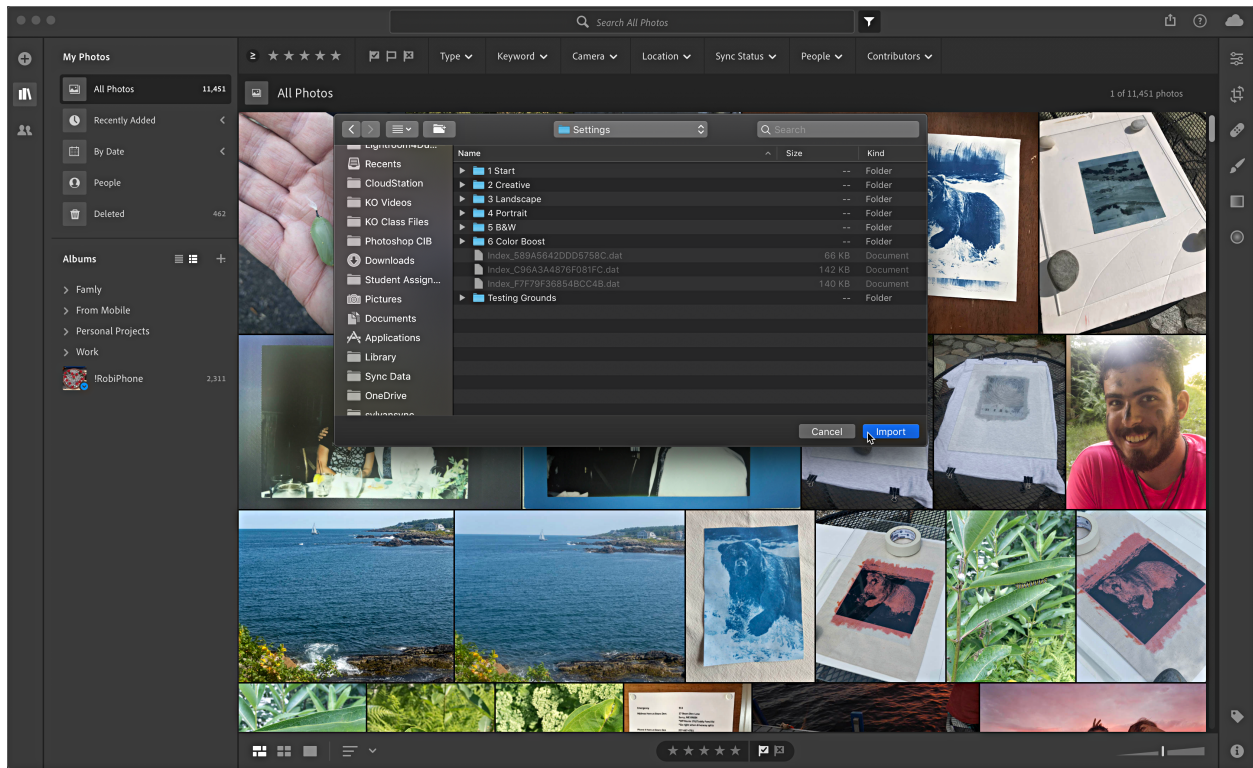 Search All Photos
My Photos
All Photos 11,451
Recently Added
By Date
People
Deleted 462
Albums
Famly
From Mobile
Personal Projects
Work
!RobiPhone 2,311
≥ Type Keyword Camera Location Sync Status People Contributors
All Photos 1 of 11,451 photos
Settings Search
Recents
CloudStation
KO Videos
KO Class Files
Photoshop CIB
Downloads
Student Assign...
Pictures
Documents
Applications
Library
Sync Data
OneDrive
Name Size Kind
1 Start -- Folder
2 Creative -- Folder
3 Landscape -- Folder
4 Portrait -- Folder
5 B&W -- Folder
6 Color Boost -- Folder
Index_589A5642DDD5758C.dat 66 KB Document
Index_C96A3A4876F081FC.dat 142 KB Document
Index_F7F79F36854BCC4B.dat 140 KB Document
Testing Grounds -- Folder
Cancel Import